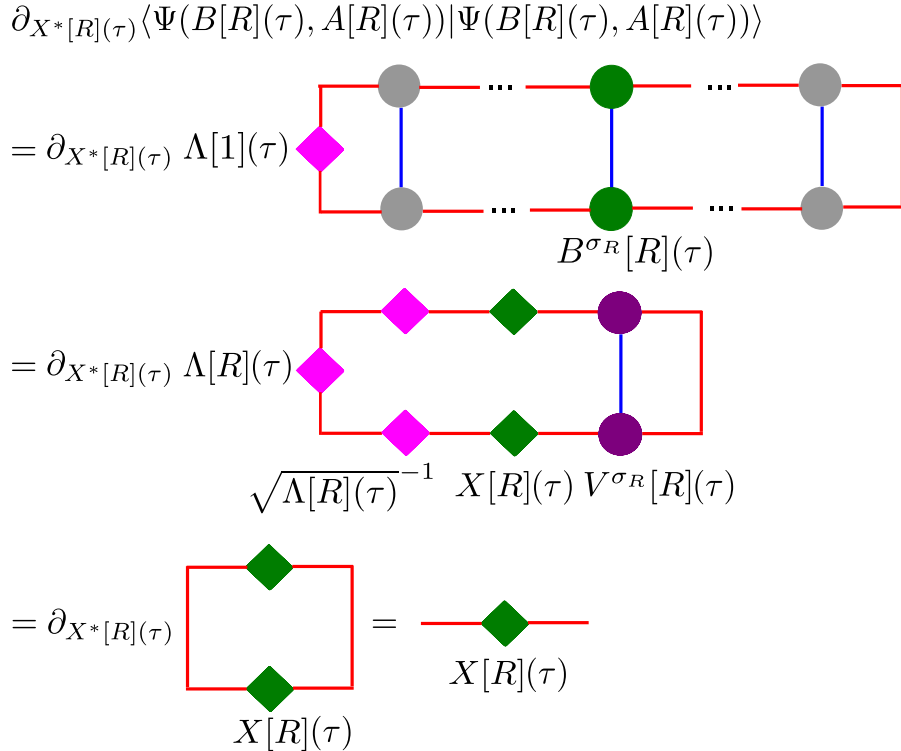 ∂_{X*[R](τ)}⟨Ψ(B[R](τ), A[R](τ))|Ψ(B[R](τ), A[R](τ))⟩
= ∂_{X*[R](τ)} Λ[1](τ) ... ...
... ...
B^{σ_R}[R](τ)
= ∂_{X*[R](τ)} Λ[R](τ)
√Λ[R](τ)^{-1} X[R](τ) V^{σ_R}[R](τ)
= ∂_{X*[R](τ)} =
X[R](τ)
X[R](τ)